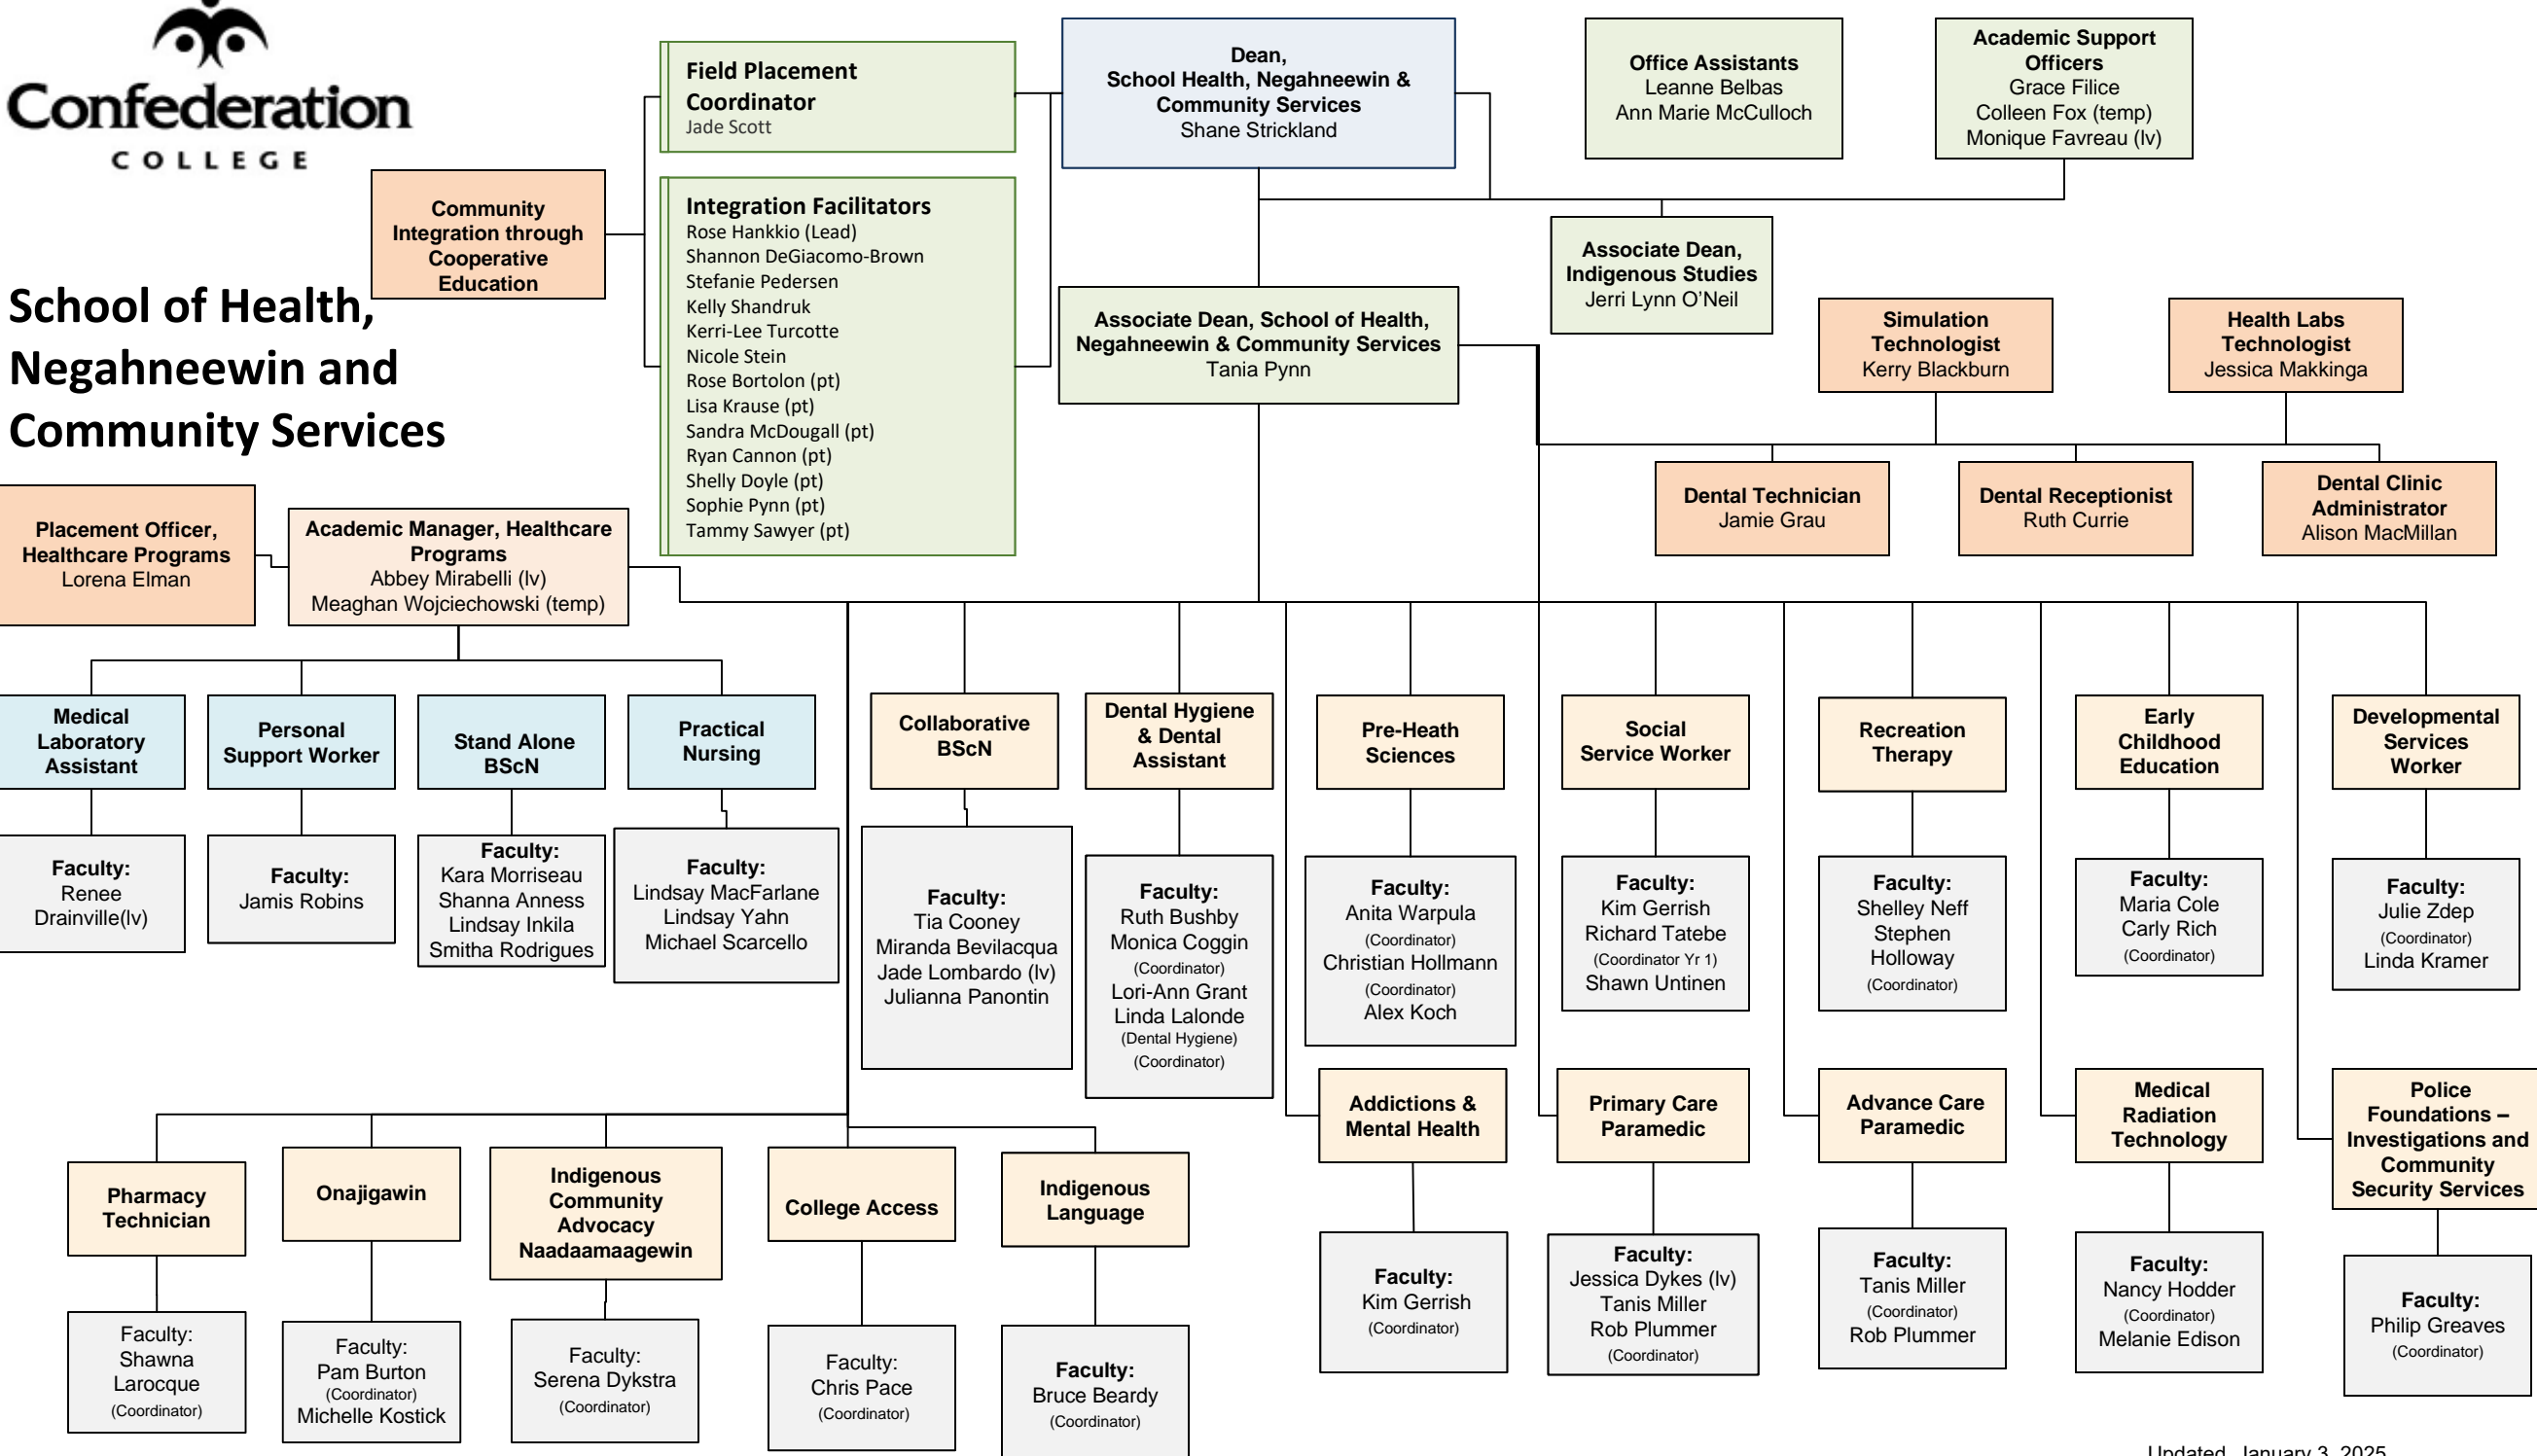 Confederation
COLLEGE
School of Health,
Negahneewin and
Community Services
Community
Integration through
Cooperative
Education
Field Placement
Coordinator
Jade Scott
Integration Facilitators
Rose Hankkio (Lead)
Shannon DeGiacomo-Brown
Stefanie Pedersen
Kelly Shandruk
Kerri-Lee Turcotte
Nicole Stein
Rose Bortolon (pt)
Lisa Krause (pt)
Sandra McDougall (pt)
Ryan Cannon (pt)
Shelly Doyle (pt)
Sophie Pynn (pt)
Tammy Sawyer (pt)
Dean,
School Health, Negahneewin &
Community Services
Shane Strickland
Office Assistants
Leanne Belbas
Ann Marie McCulloch
Academic Support
Officers
Grace Filice
Colleen Fox (temp)
Monique Favreau (lv)
Associate Dean,
Indigenous Studies
Jerri Lynn O’Neil
Associate Dean, School of Health,
Negahneewin & Community Services
Tania Pynn
Simulation
Technologist
Kerry Blackburn
Health Labs
Technologist
Jessica Makkinga
Dental Technician
Jamie Grau
Dental Receptionist
Ruth Currie
Dental Clinic
Administrator
Alison MacMillan
Placement Officer,
Healthcare Programs
Lorena Elman
Academic Manager, Healthcare
Programs
Abbey Mirabelli (lv)
Meaghan Wojciechowski (temp)
Medical
Laboratory
Assistant
Personal
Support Worker
Stand Alone
BScN
Practical
Nursing
Collaborative
BScN
Dental Hygiene
& Dental
Assistant
Pre-Heath
Sciences
Social
Service Worker
Recreation
Therapy
Early
Childhood
Education
Developmental
Services
Worker
Faculty:
Renee
Drainville(lv)
Faculty:
Jamis Robins
Faculty:
Kara Morriseau
Shanna Anness
Lindsay Inkila
Smitha Rodrigues
Faculty:
Lindsay MacFarlane
Lindsay Yahn
Michael Scarcello
Faculty:
Tia Cooney
Miranda Bevilacqua
Jade Lombardo (lv)
Julianna Panontin
Faculty:
Ruth Bushby
Monica Coggin
(Coordinator)
Lori-Ann Grant
Linda Lalonde
(Dental Hygiene)
(Coordinator)
Faculty:
Anita Warpula
(Coordinator)
Christian Hollmann
(Coordinator)
Alex Koch
Faculty:
Kim Gerrish
Richard Tatebe
(Coordinator Yr 1)
Shawn Untinen
Faculty:
Shelley Neff
Stephen
Holloway
(Coordinator)
Faculty:
Maria Cole
Carly Rich
(Coordinator)
Faculty:
Julie Zdep
(Coordinator)
Linda Kramer
Pharmacy
Technician
Onajigawin
Indigenous
Community
Advocacy
Naadaamaagewin
College Access
Indigenous
Language
Addictions &
Mental Health
Primary Care
Paramedic
Advance Care
Paramedic
Medical
Radiation
Technology
Police
Foundations –
Investigations and
Community
Security Services
Faculty:
Shawna
Larocque
(Coordinator)
Faculty:
Pam Burton
(Coordinator)
Michelle Kostick
Faculty:
Serena Dykstra
(Coordinator)
Faculty:
Chris Pace
(Coordinator)
Faculty:
Bruce Beardy
(Coordinator)
Faculty:
Kim Gerrish
(Coordinator)
Faculty:
Jessica Dykes (lv)
Tanis Miller
Rob Plummer
(Coordinator)
Faculty:
Tanis Miller
(Coordinator)
Rob Plummer
Faculty:
Nancy Hodder
(Coordinator)
Melanie Edison
Faculty:
Philip Greaves
(Coordinator)
Updated January 3, 2025